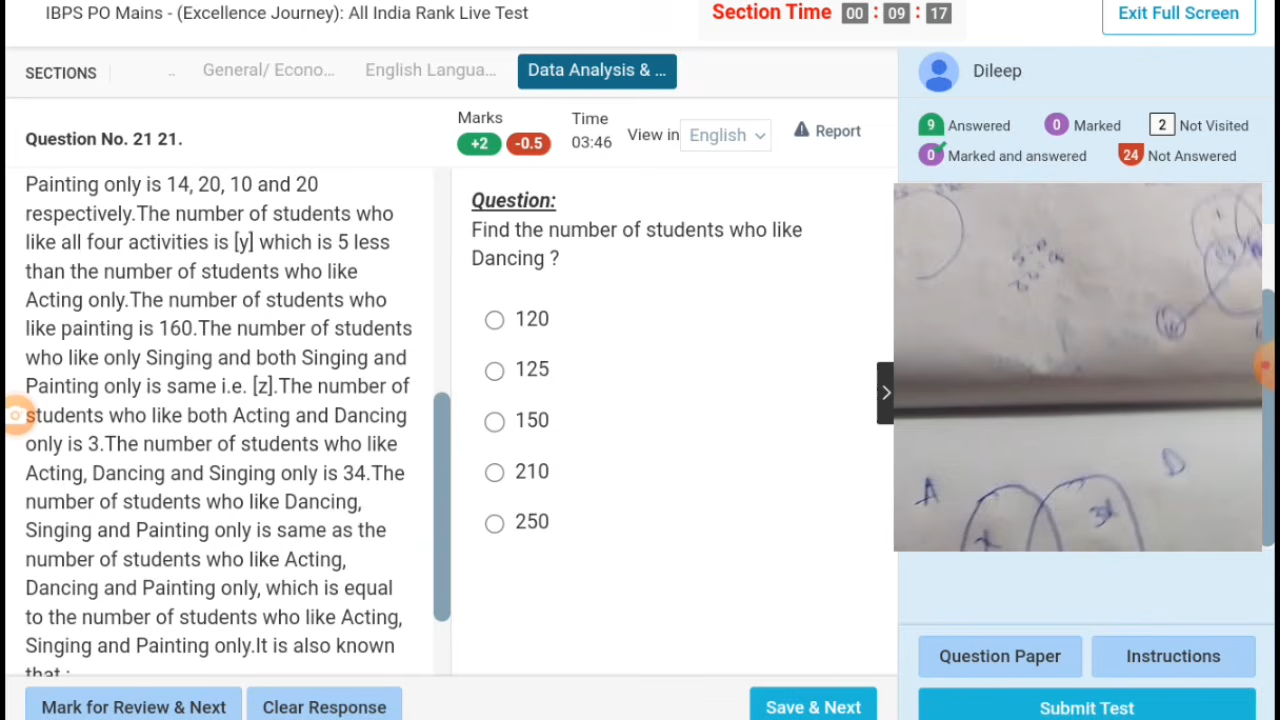 IBPS PO Mains - (Excellence Journey): All India Rank Live Test
Section Time 00 : 09 : 17
Exit Full Screen
SECTIONS
..
General/ Econo...
English Langua...
Data Analysis & ...
Dileep
Question No. 21 21.
Marks
+2 -0.5
Time
03:46
View in English
Report
9 Answered
0 Marked
2 Not Visited
0 Marked and answered
24 Not Answered
Painting only is 14, 20, 10 and 20
respectively.The number of students who
like all four activities is [y] which is 5 less
than the number of students who like
Acting only.The number of students who
like painting is 160.The number of students
who like only Singing and both Singing and
Painting only is same i.e. [z].The number of
students who like both Acting and Dancing
only is 3.The number of students who like
Acting, Dancing and Singing only is 34.The
number of students who like Dancing,
Singing and Painting only is same as the
number of students who like Acting,
Dancing and Painting only, which is equal
to the number of students who like Acting,
Singing and Painting only.It is also known
that :
Question:
Find the number of students who like
Dancing ?
120
125
150
210
250
A
D
x
3x
Mark for Review & Next
Clear Response
Save & Next
Question Paper
Instructions
Submit Test